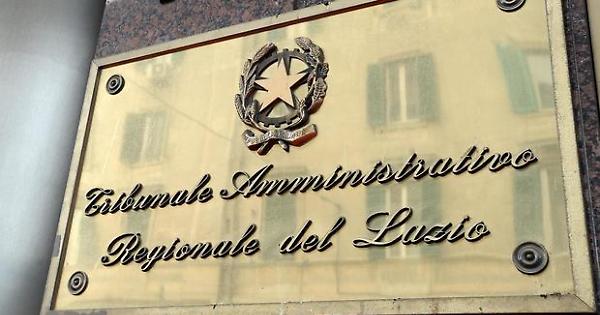 Tribunale Amministrativo
Regionale del Lazio